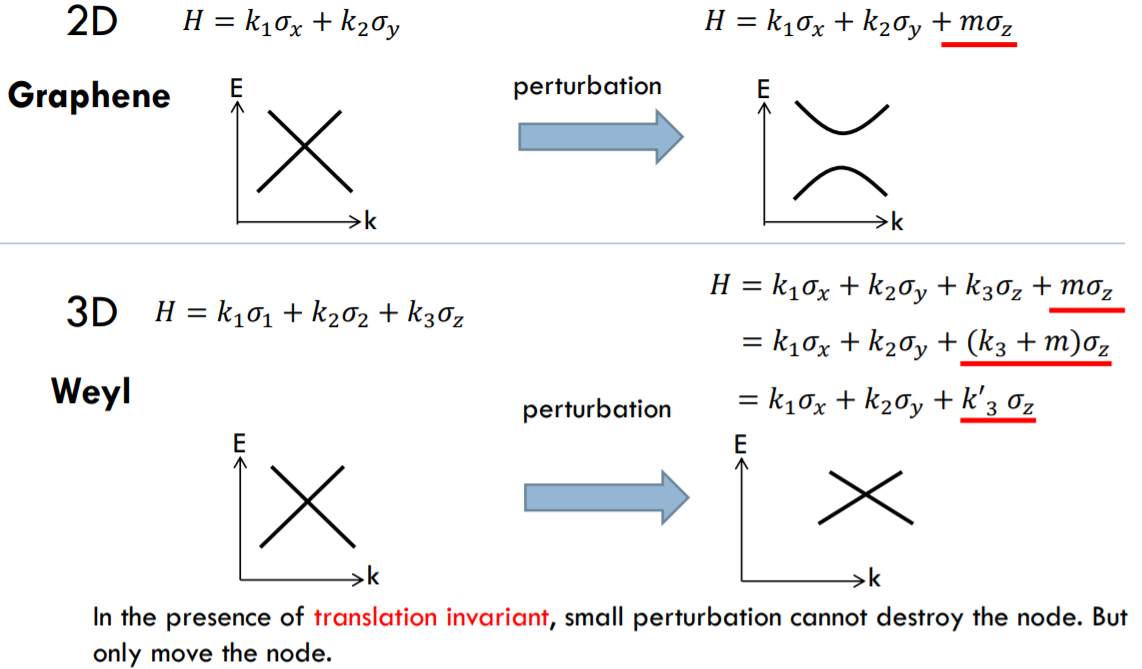 2D H = k₁σₓ + k₂σᵧ H = k₁σₓ + k₂σᵧ + mσ_z
Graphene
E
k
perturbation
E
k
3D H = k₁σ₁ + k₂σ₂ + k₃σ_z
Weyl
H = k₁σₓ + k₂σᵧ + k₃σ_z + mσ_z
= k₁σₓ + k₂σᵧ + (k₃ + m)σ_z
= k₁σₓ + k₂σᵧ + k′₃ σ_z
E
k
perturbation
E
k
In the presence of translation invariant, small perturbation cannot destroy the node. But
only move the node.